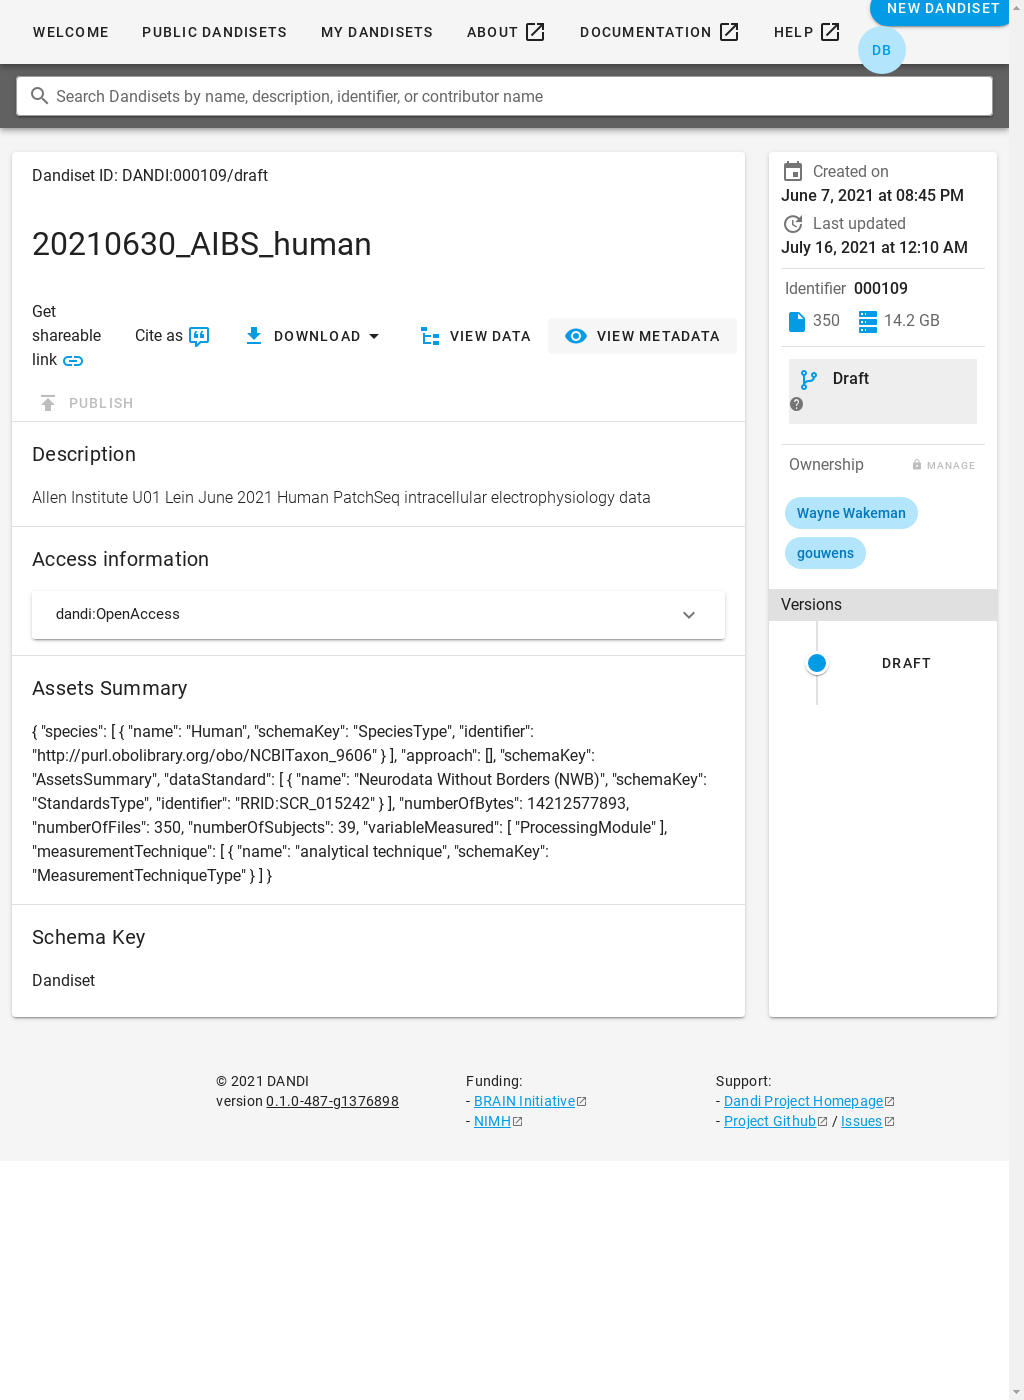 WELCOME
PUBLIC DANDISETS
MY DANDISETS
ABOUT
DOCUMENTATION
HELP
NEW DANDISET
DB
Search Dandisets by name, description, identifier, or contributor name
Dandiset ID: DANDI:000109/draft
20210630_AIBS_human
Get
shareable
link
Cite as
DOWNLOAD
VIEW DATA
VIEW METADATA
PUBLISH
Description
Allen Institute U01 Lein June 2021 Human PatchSeq intracellular electrophysiology data
Access information
dandi:OpenAccess
Assets Summary
{ "species": [ { "name": "Human", "schemaKey": "SpeciesType", "identifier":
"http://purl.obolibrary.org/obo/NCBITaxon_9606" } ], "approach": [], "schemaKey":
"AssetsSummary", "dataStandard": [ { "name": "Neurodata Without Borders (NWB)", "schemaKey":
"StandardsType", "identifier": "RRID:SCR_015242" } ], "numberOfBytes": 14212577893,
"numberOfFiles": 350, "numberOfSubjects": 39, "variableMeasured": [ "ProcessingModule" ],
"measurementTechnique": [ { "name": "analytical technique", "schemaKey":
"MeasurementTechniqueType" } ] }
Schema Key
Dandiset
Created on
June 7, 2021 at 08:45 PM
Last updated
July 16, 2021 at 12:10 AM
Identifier 000109
350 14.2 GB
Draft
Ownership
MANAGE
Wayne Wakeman
gouwens
Versions
DRAFT
© 2021 DANDI
version 0.1.0-487-g1376898
Funding:
- BRAIN Initiative
- NIMH
Support:
- Dandi Project Homepage
- Project Github / Issues